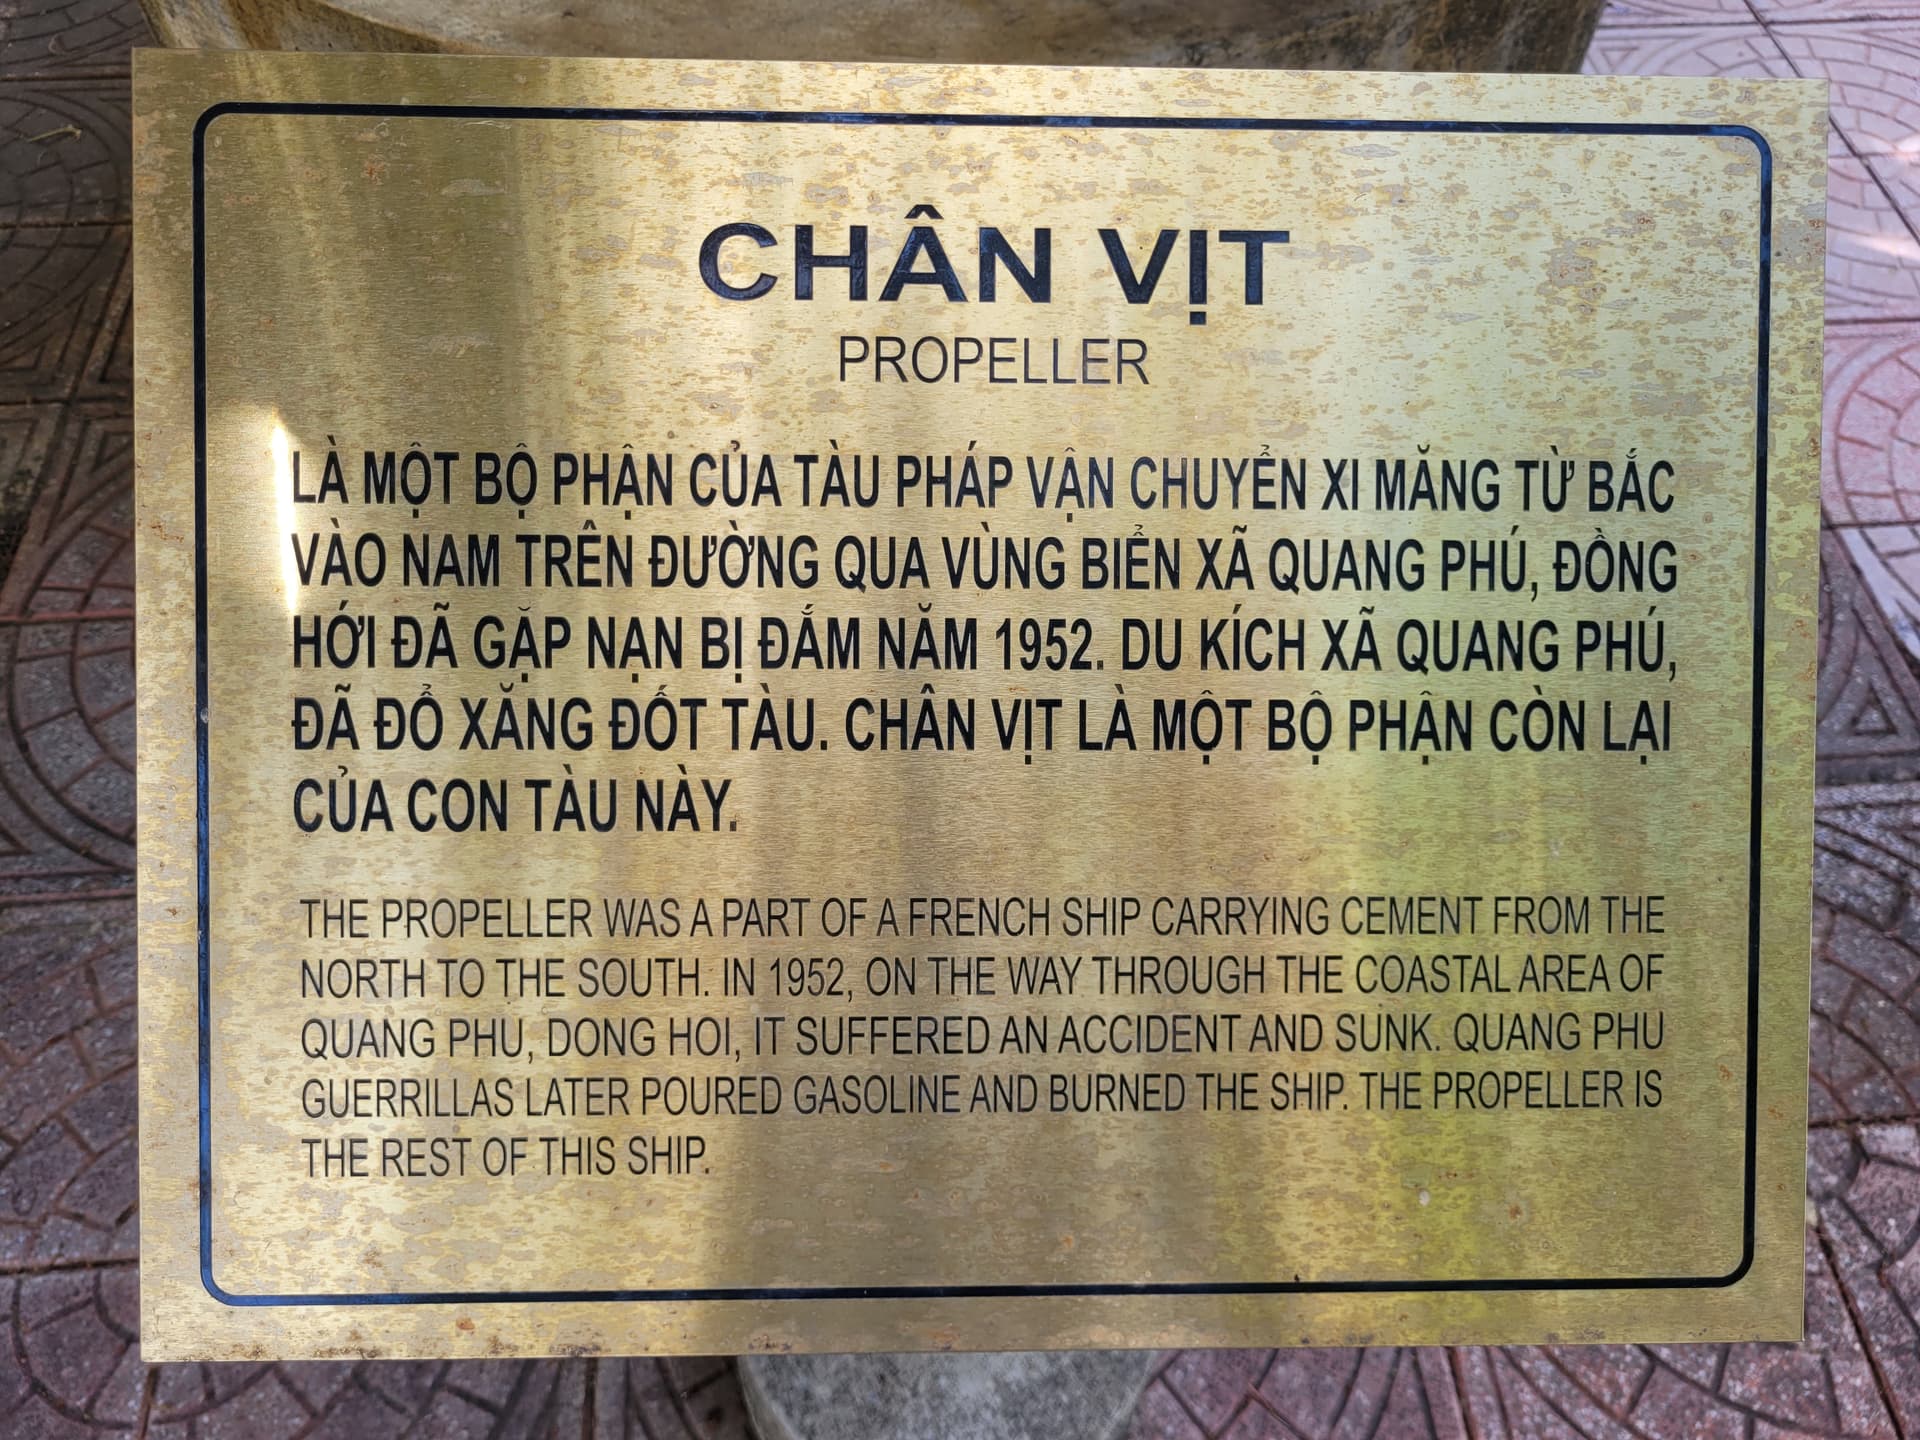 CHÂN VỊT
PROPELLER
LÀ MỘT BỘ PHẬN CỦA TÀU PHÁP VẬN CHUYỂN XI MĂNG TỪ BẮC
VÀO NAM TRÊN ĐƯỜNG QUA VÙNG BIỂN XÃ QUANG PHÚ, ĐỒNG
HỚI ĐÃ GẶP NẠN BỊ ĐẮM NĂM 1952. DU KÍCH XÃ QUANG PHÚ,
ĐÃ ĐỔ XĂNG ĐỐT TÀU. CHÂN VỊT LÀ MỘT BỘ PHẬN CÒN LẠI
CỦA CON TÀU NÀY.
THE PROPELLER WAS A PART OF A FRENCH SHIP CARRYING CEMENT FROM THE
NORTH TO THE SOUTH. IN 1952, ON THE WAY THROUGH THE COASTAL AREA OF
QUANG PHU, DONG HOI, IT SUFFERED AN ACCIDENT AND SUNK. QUANG PHU
GUERRILLAS LATER POURED GASOLINE AND BURNED THE SHIP. THE PROPELLER IS
THE REST OF THIS SHIP.